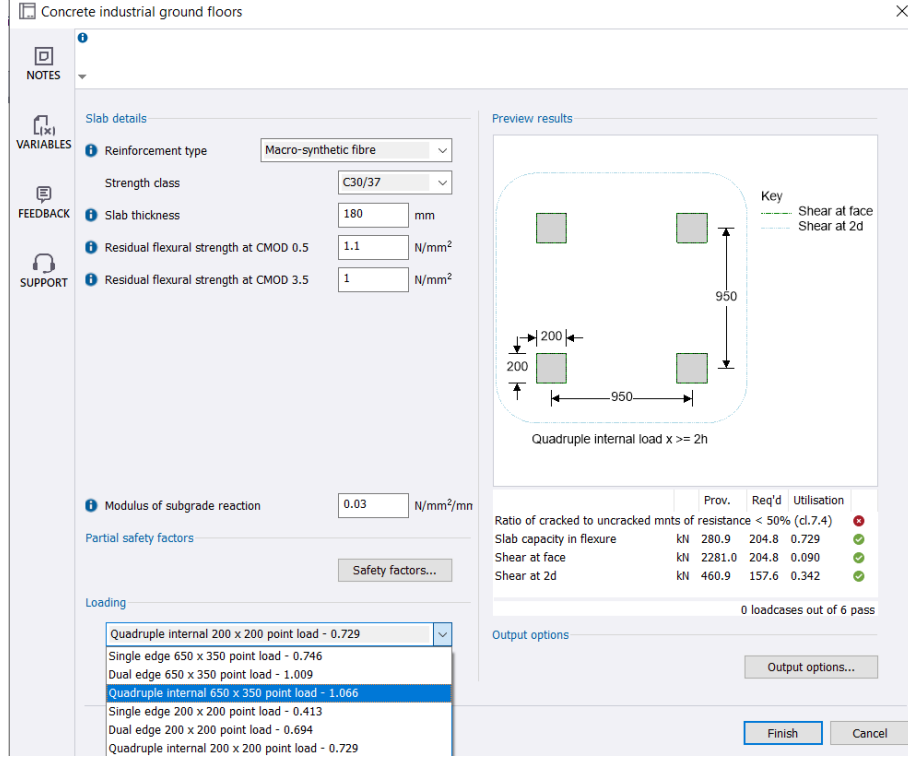 Concrete industrial ground floors
NOTES
VARIABLES
FEEDBACK
SUPPORT
Slab details
Reinforcement type Macro-synthetic fibre
Strength class C30/37
Slab thickness 180 mm
Residual flexural strength at CMOD 0.5 1.1 N/mm²
Residual flexural strength at CMOD 3.5 1 N/mm²
Modulus of subgrade reaction 0.03 N/mm²/mm
Partial safety factors
Safety factors...
Loading
Quadruple internal 200 x 200 point load - 0.729
Single edge 650 x 350 point load - 0.746
Dual edge 650 x 350 point load - 1.009
Quadruple internal 650 x 350 point load - 1.066
Single edge 200 x 200 point load - 0.413
Dual edge 200 x 200 point load - 0.694
Quadruple internal 200 x 200 point load - 0.729
Preview results
Key
Shear at face
Shear at 2d
950
200
200
950
Quadruple internal load x >= 2h
Prov. Req'd Utilisation
Ratio of cracked to uncracked mnts of resistance < 50% (cl.7.4)
Slab capacity in flexure kN 280.9 204.8 0.729
Shear at face kN 2281.0 204.8 0.090
Shear at 2d kN 460.9 157.6 0.342
0 loadcases out of 6 pass
Output options
Output options...
Finish
Cancel